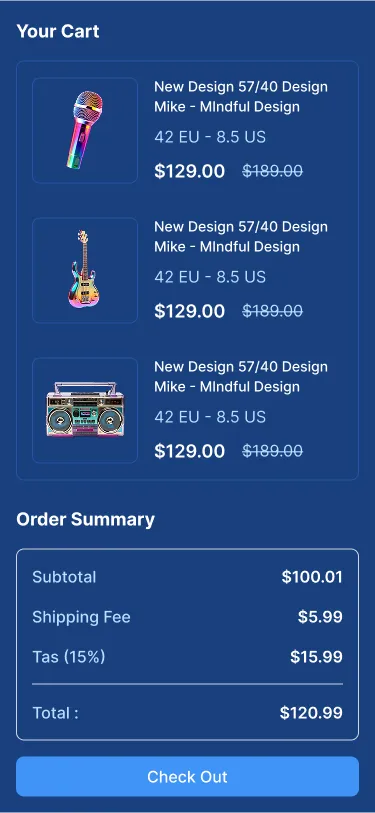 Your Cart
New Design 57/40 Design
Mike - MIndful Design
42 EU - 8.5 US
$129.00 $189.00
New Design 57/40 Design
Mike - MIndful Design
42 EU - 8.5 US
$129.00 $189.00
New Design 57/40 Design
Mike - MIndful Design
42 EU - 8.5 US
$129.00 $189.00
Order Summary
Subtotal $100.01
Shipping Fee $5.99
Tas (15%) $15.99
Total : $120.99
Check Out